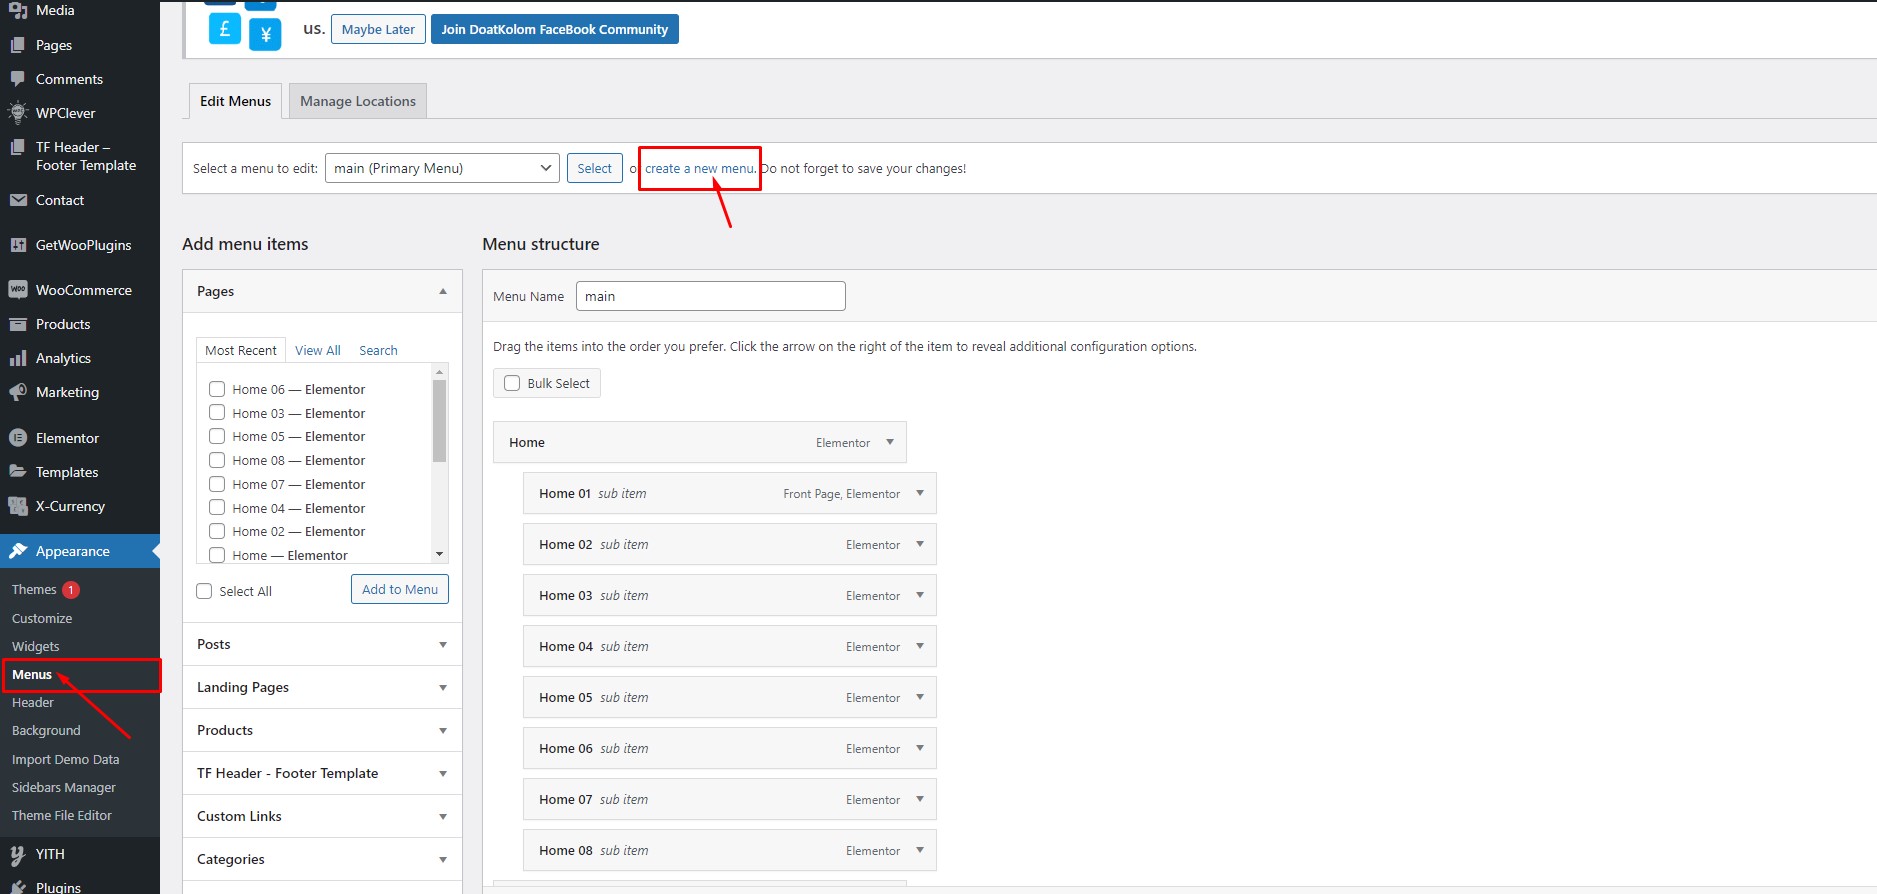 Media
Pages
Comments
WPClever
TF Header –
Footer Template
Contact
GetWooPlugins
WooCommerce
Products
Analytics
Marketing
Elementor
Templates
X-Currency
Appearance
Themes 1
Customize
Widgets
Menus
Header
Background
Import Demo Data
Sidebars Manager
Theme File Editor
YITH
Plugins
£ ¥ us. Maybe Later Join DoatKolom FaceBook Community
Edit Menus Manage Locations
Select a menu to edit: main (Primary Menu) Select o create a new menu. Do not forget to save your changes!
Add menu items
Pages
Most Recent View All Search
Home 06 — Elementor
Home 03 — Elementor
Home 05 — Elementor
Home 08 — Elementor
Home 07 — Elementor
Home 04 — Elementor
Home 02 — Elementor
Home — Elementor
Select All Add to Menu
Posts
Landing Pages
Products
TF Header - Footer Template
Custom Links
Categories
Menu structure
Menu Name main
Drag the items into the order you prefer. Click the arrow on the right of the item to reveal additional configuration options.
Bulk Select
Home Elementor
Home 01 sub item Front Page, Elementor
Home 02 sub item Elementor
Home 03 sub item Elementor
Home 04 sub item Elementor
Home 05 sub item Elementor
Home 06 sub item Elementor
Home 07 sub item Elementor
Home 08 sub item Elementor